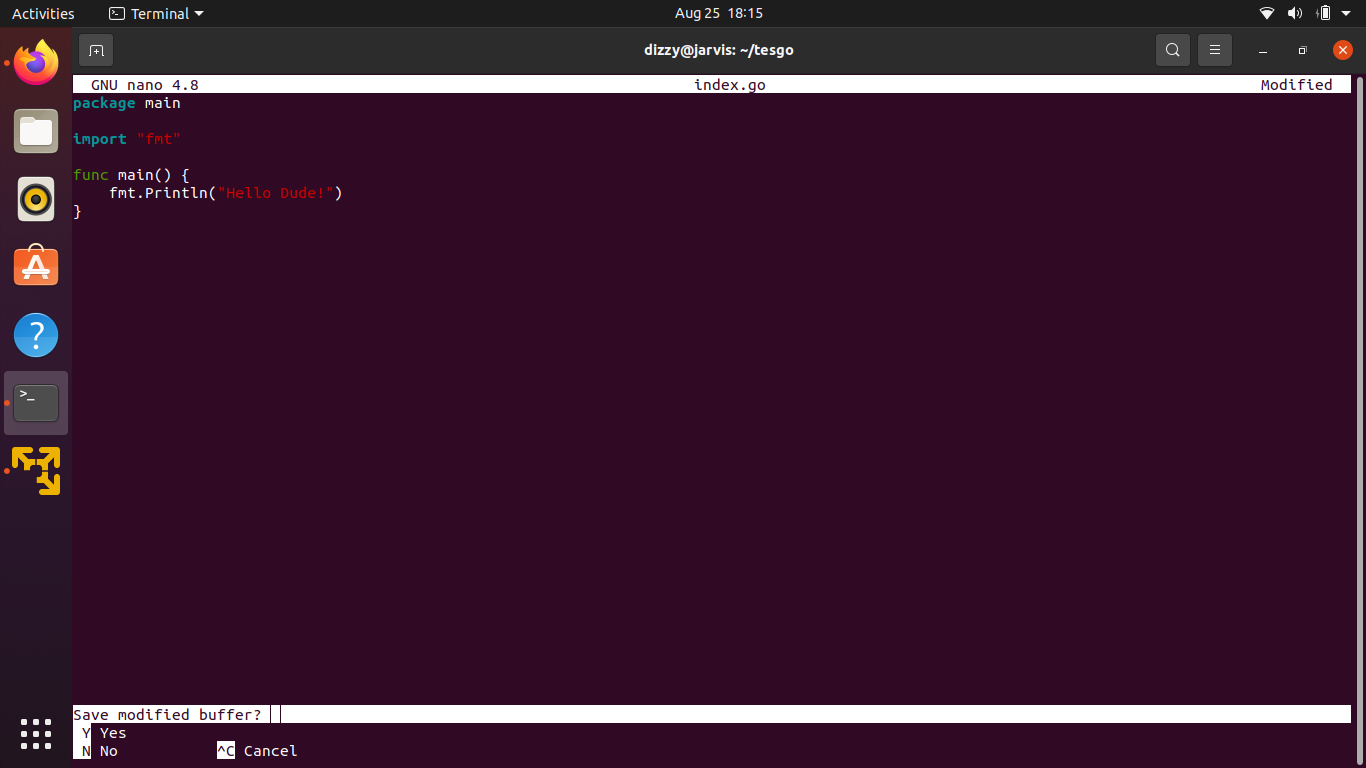 Activities Terminal Aug 25 18:15
dizzy@jarvis: ~/tesgo
GNU nano 4.8 index.go Modified
package main
import "fmt"
func main() {
    fmt.Println("Hello Dude!")
}
Save modified buffer?
Y Yes
N No ^C Cancel